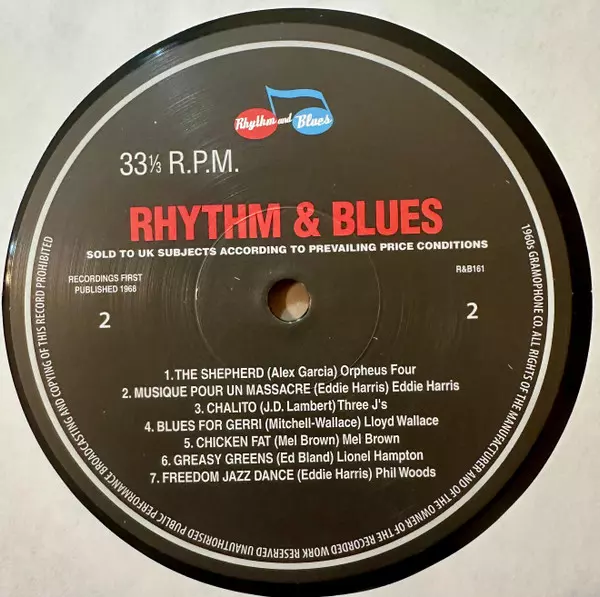 Rhythm and Blues
33⅓ R.P.M.
RHYTHM & BLUES
SOLD TO UK SUBJECTS ACCORDING TO PREVAILING PRICE CONDITIONS
RECORDINGS FIRST
PUBLISHED 1968
R&B161
2
2
1.THE SHEPHERD (Alex Garcia) Orpheus Four
2. MUSIQUE POUR UN MASSACRE (Eddie Harris) Eddie Harris
3. CHALITO (J.D. Lambert) Three J's
4. BLUES FOR GERRI (Mitchell-Wallace) Lloyd Wallace
5. CHICKEN FAT (Mel Brown) Mel Brown
6. GREASY GREENS (Ed Bland) Lionel Hampton
7. FREEDOM JAZZ DANCE (Eddie Harris) Phil Woods
1960s GRAMOPHONE CO. ALL RIGHTS OF THE MANUFACTURER AND OF THE OWNER OF THE RECORDED WORK RESERVED UNAUTHORISED PUBLIC PERFORMANCE BROADCASTING AND COPYING OF THIS RECORD PROHIBITED